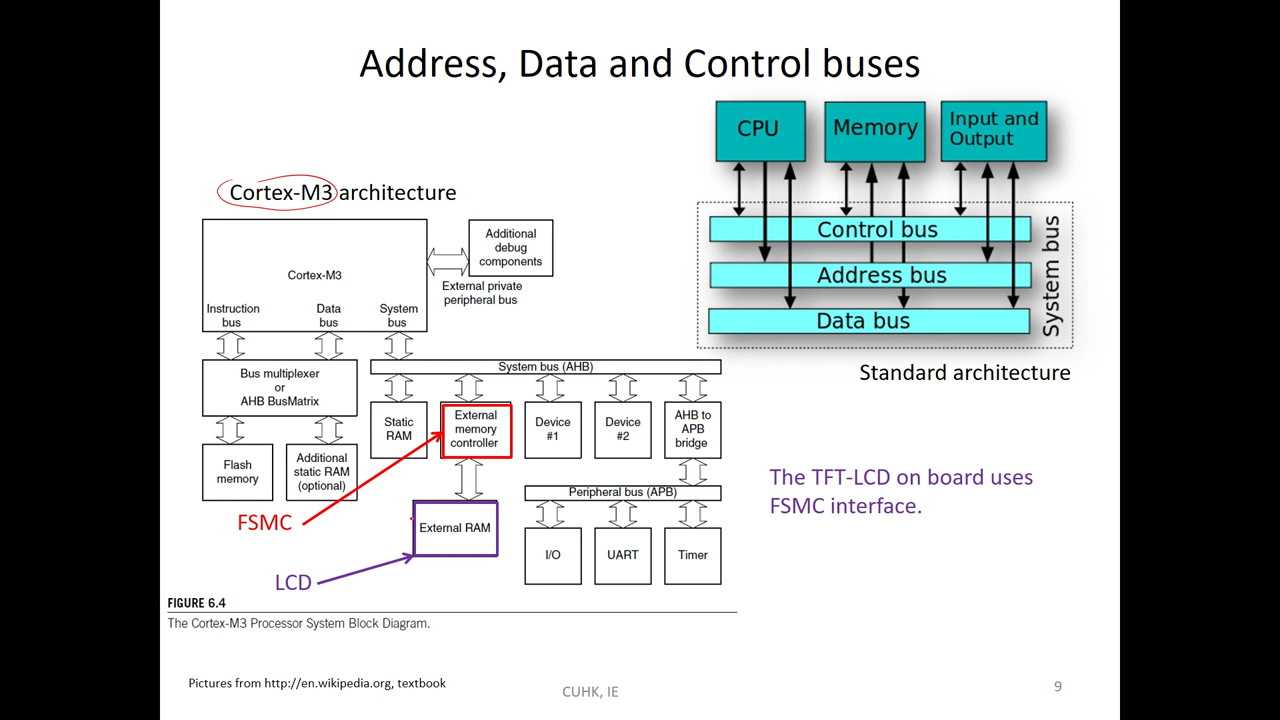 Address, Data and Control buses
CPU
Memory
Input and
Output
Control bus
Address bus
Data bus
System bus
Standard architecture
Cortex-M3 architecture
Cortex-M3
Instruction
bus
Data
bus
System
bus
Additional
debug
components
External private
peripheral bus
Bus multiplexer
or
AHB BusMatrix
Flash
memory
Additional
static RAM
(optional)
System bus (AHB)
Static
RAM
External
memory
controller
Device
#1
Device
#2
AHB to
APB
bridge
Peripheral bus (APB)
External RAM
I/O
UART
Timer
FSMC
LCD
The TFT-LCD on board uses
FSMC interface.
FIGURE 6.4
The Cortex-M3 Processor System Block Diagram.
Pictures from http://en.wikipedia.org, textbook
CUHK, IE
9